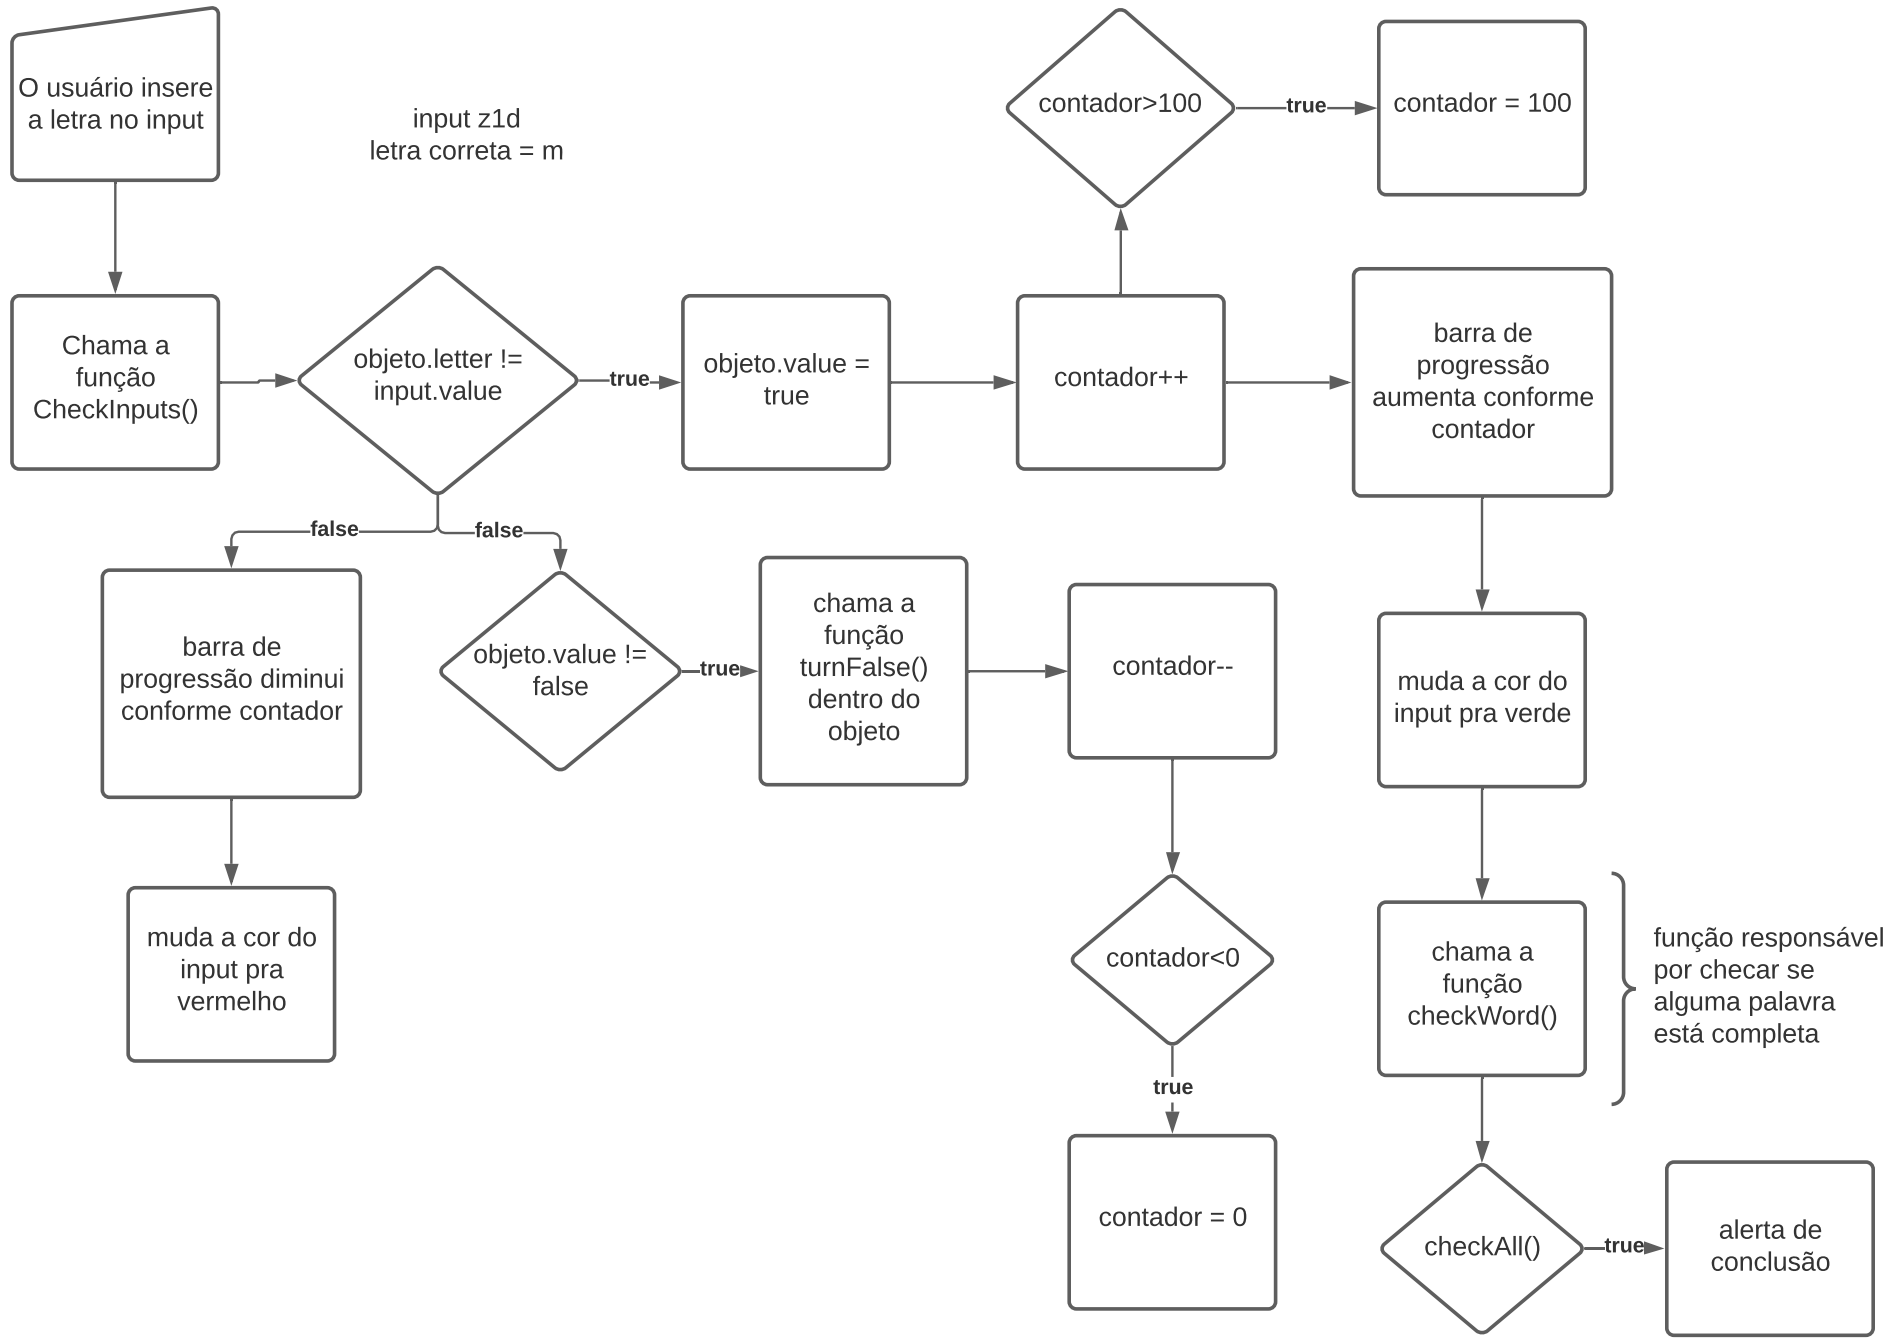 O usuário insere
a letra no input
input z1d
letra correta = m
contador>100
true
contador = 100
Chama a
função
CheckInputs()
objeto.letter !=
input.value
true
objeto.value =
true
contador++
barra de
progressão
aumenta conforme
contador
false
false
barra de
progressão diminui
conforme contador
objeto.value !=
false
true
chama a
função
turnFalse()
dentro do
objeto
contador--
muda a cor do
input pra verde
muda a cor do
input pra
vermelho
contador<0
chama a
função
checkWord()
função responsável
por checar se
alguma palavra
está completa
true
contador = 0
checkAll()
true
alerta de
conclusão